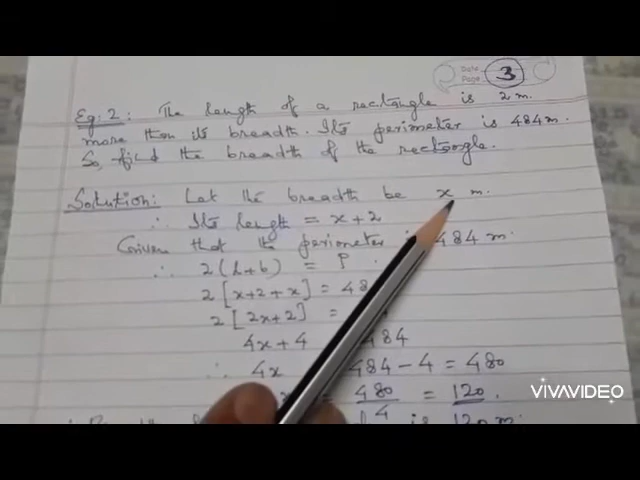 Date
Page 3
Eg: 2: The length of a rectangle is 2 m.
more than its breadth. Its perimeter is 484 m.
So, find the breadth of the rectangle.
Solution: Let the breadth be x m.
∴ Its length = x + 2
Given that the perimeter 484 m.
∴ 2(l+b) = P.
2[x+2+x] = 48
2[2x+2] =
4x + 4 484
∴ 4x 484 - 4 = 480
= 480/4 = 120.
is 120 m.
VIVAVIDEO